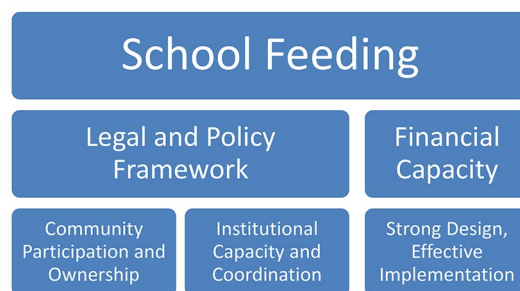 School Feeding
Legal and Policy
Framework
Financial
Capacity
Community
Participation and
Ownership
Institutional
Capacity and
Coordination
Strong Design,
Effective
Implementation